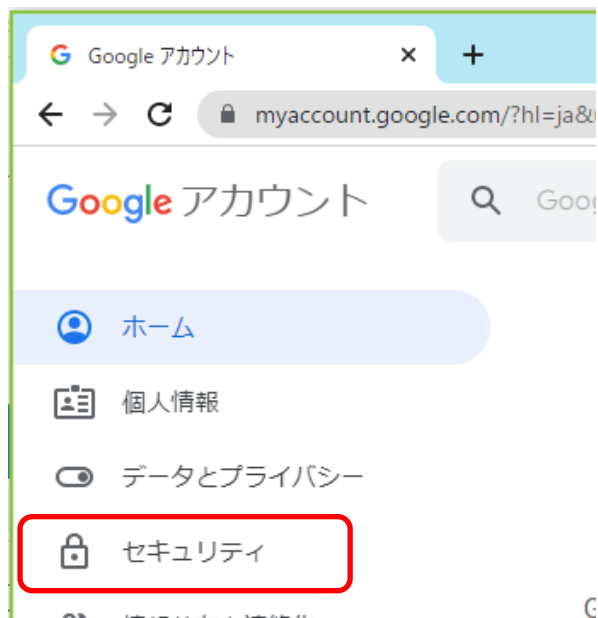 Google アカウント
myaccount.google.com/?hl=ja&
Google アカウント
ホーム
個人情報
データとプライバシー
セキュリティ